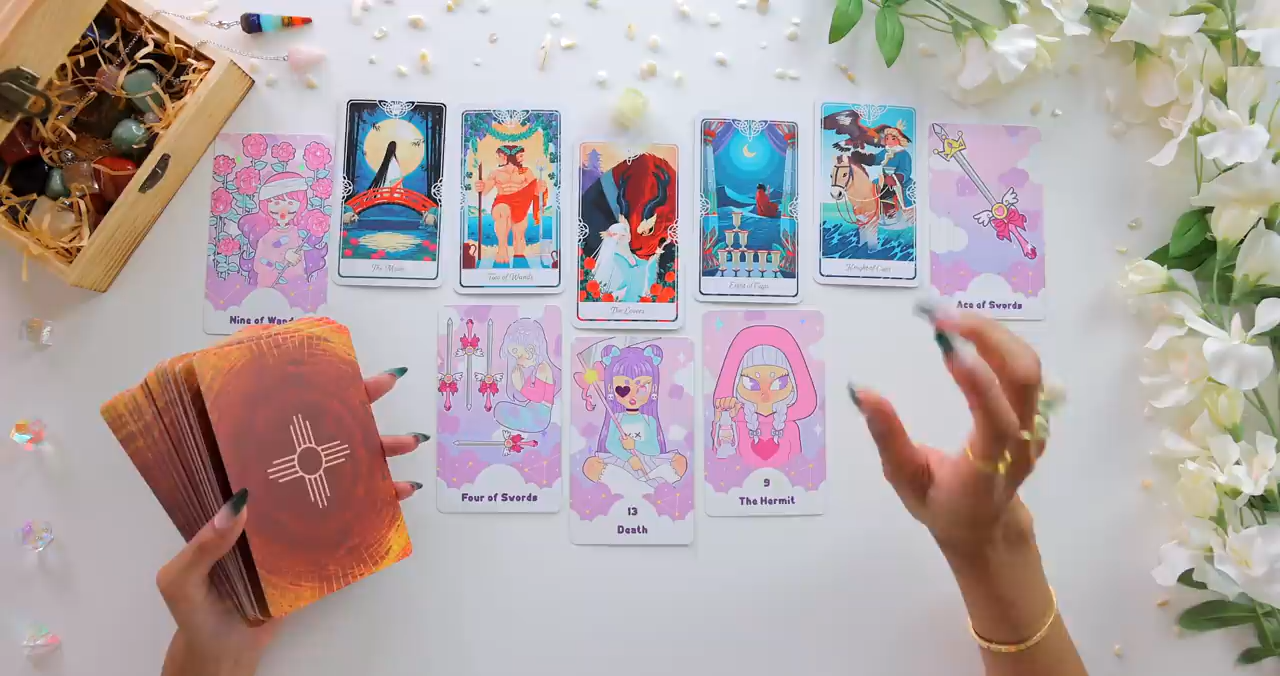 The Moon
Two of Wands
The Lovers
Eight of Cups
Knight of Cups
Nine of Wand
Ace of Swords
Four of Swords
13
Death
9
The Hermit